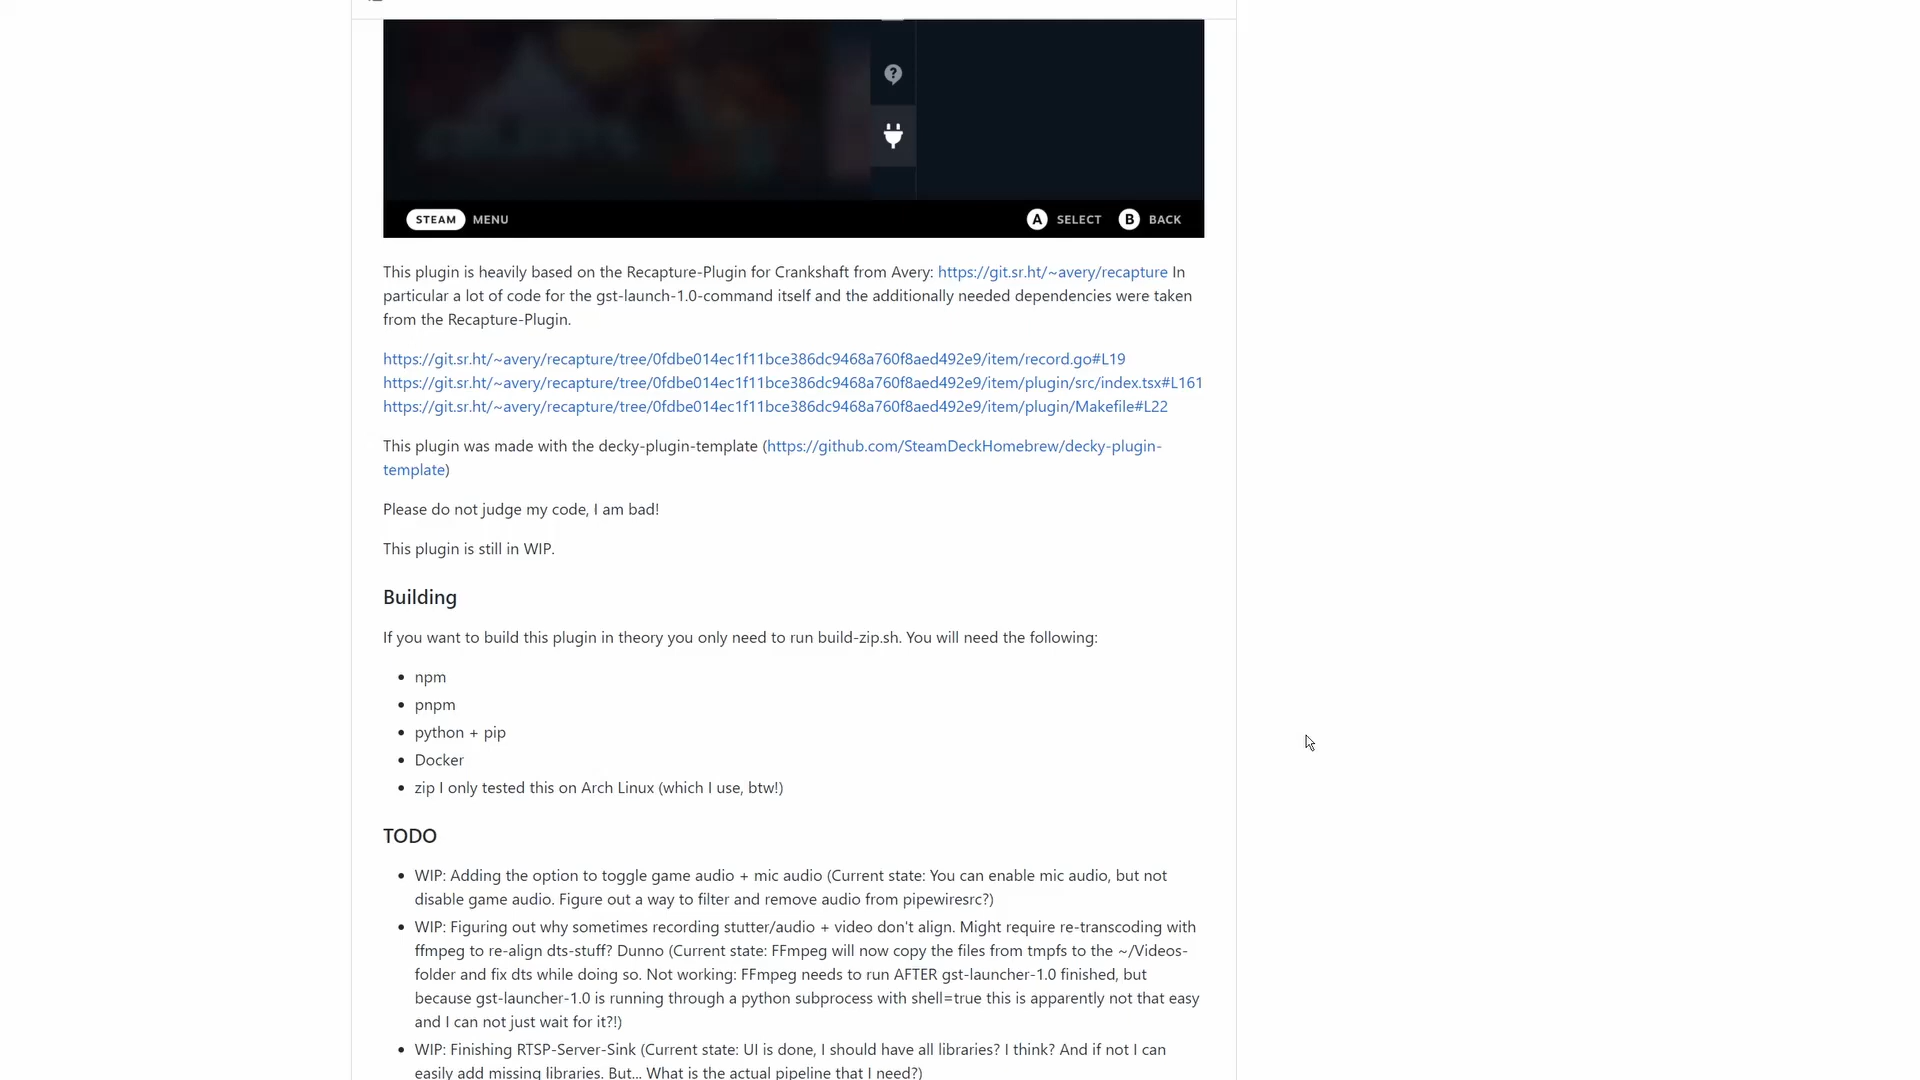 STEAM MENU A SELECT B BACK
This plugin is heavily based on the Recapture-Plugin for Crankshaft from Avery: https://git.sr.ht/~avery/recapture In
particular a lot of code for the gst-launch-1.0-command itself and the additionally needed dependencies were taken
from the Recapture-Plugin.
https://git.sr.ht/~avery/recapture/tree/0fdbe014ec1f11bce386dc9468a760f8aed492e9/item/record.go#L19
https://git.sr.ht/~avery/recapture/tree/0fdbe014ec1f11bce386dc9468a760f8aed492e9/item/plugin/src/index.tsx#L161
https://git.sr.ht/~avery/recapture/tree/0fdbe014ec1f11bce386dc9468a760f8aed492e9/item/plugin/Makefile#L22
This plugin was made with the decky-plugin-template (https://github.com/SteamDeckHomebrew/decky-plugin-
template)
Please do not judge my code, I am bad!
This plugin is still in WIP.
Building
If you want to build this plugin in theory you only need to run build-zip.sh. You will need the following:
• npm
• pnpm
• python + pip
• Docker
• zip I only tested this on Arch Linux (which I use, btw!)
TODO
• WIP: Adding the option to toggle game audio + mic audio (Current state: You can enable mic audio, but not
disable game audio. Figure out a way to filter and remove audio from pipewiresrc?)
• WIP: Figuring out why sometimes recording stutter/audio + video don't align. Might require re-transcoding with
ffmpeg to re-align dts-stuff? Dunno (Current state: FFmpeg will now copy the files from tmpfs to the ~/Videos-
folder and fix dts while doing so. Not working: FFmpeg needs to run AFTER gst-launcher-1.0 finished, but
because gst-launcher-1.0 is running through a python subprocess with shell=true this is apparently not that easy
and I can not just wait for it?!)
• WIP: Finishing RTSP-Server-Sink (Current state: UI is done, I should have all libraries? I think? And if not I can
easily add missing libraries. But... What is the actual pipeline that I need?)